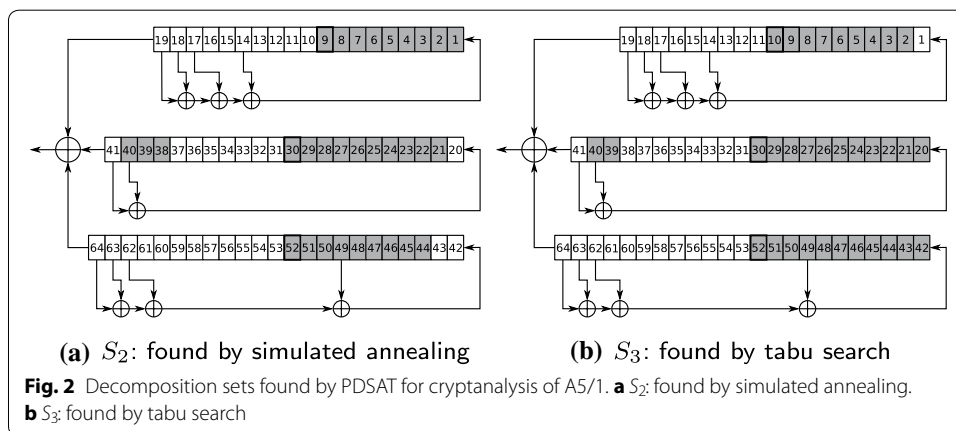 19 18 17 16 15 14 13 12 11 10 9 8 7 6 5 4 3 2 1
41 40 39 38 37 36 35 34 33 32 31 30 29 28 27 26 25 24 23 22 21 20
64 63 62 61 60 59 58 57 56 55 54 53 52 51 50 49 48 47 46 45 44 43 42
(a) S2: found by simulated annealing
19 18 17 16 15 14 13 12 11 10 9 8 7 6 5 4 3 2 1
41 40 39 38 37 36 35 34 33 32 31 30 29 28 27 26 25 24 23 22 21 20
64 63 62 61 60 59 58 57 56 55 54 53 52 51 50 49 48 47 46 45 44 43 42
(b) S3: found by tabu search
Fig. 2 Decomposition sets found by PDSAT for cryptanalysis of A5/1. a S2: found by simulated annealing.
b S3: found by tabu search